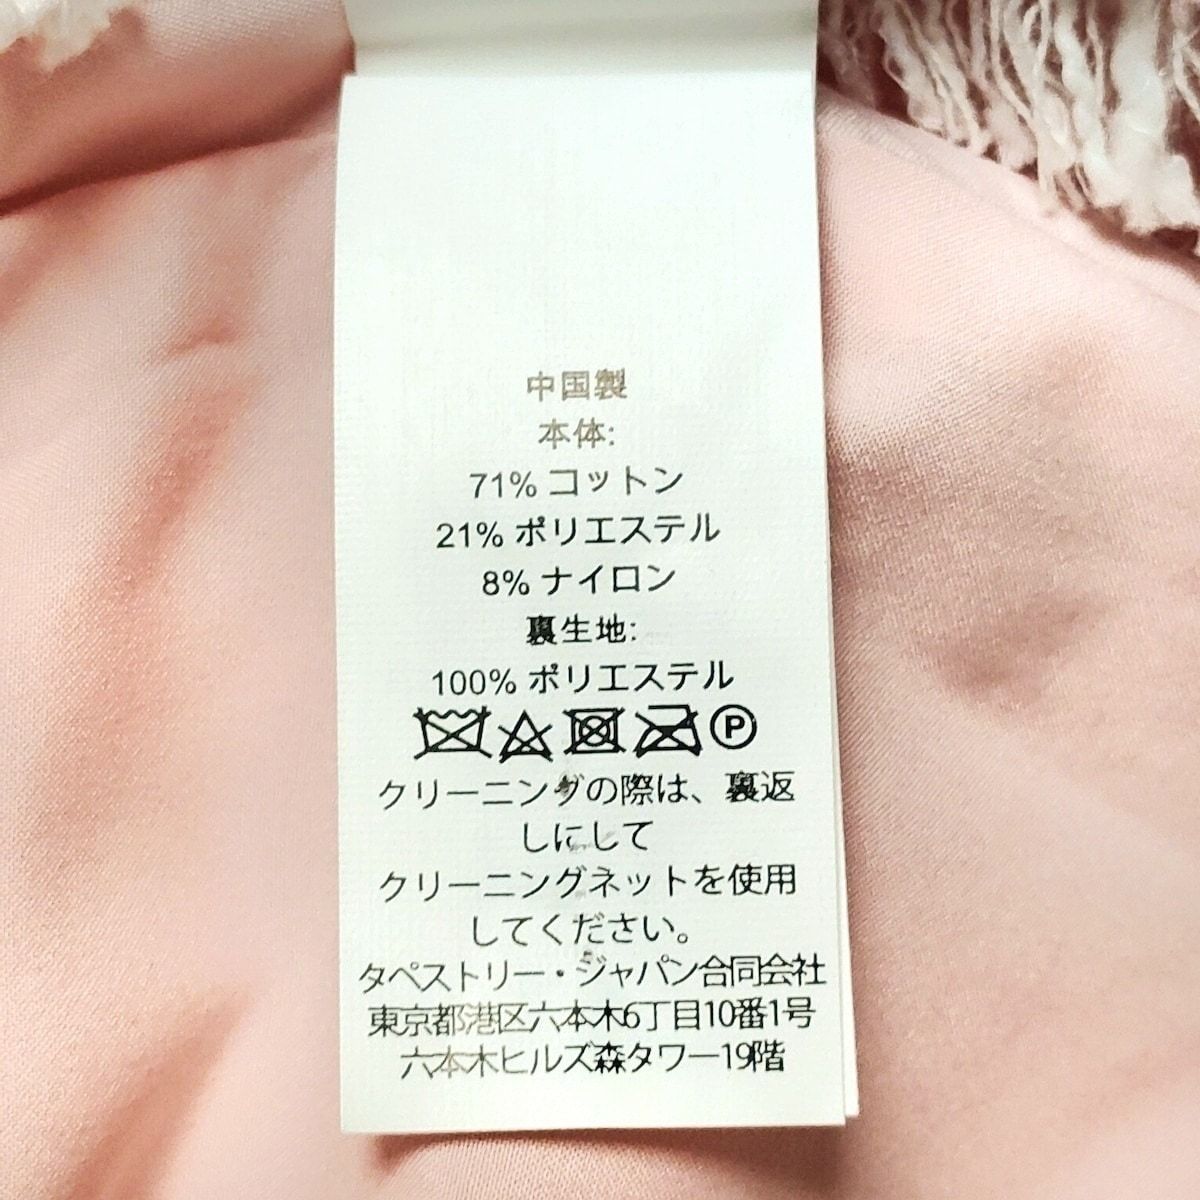 中国製
本体:
71% コットン
21% ポリエステル
8% ナイロン
裏生地:
100% ポリエステル
P
クリーニングの際は、裏返
しにして
クリーニングネットを使用
してください。
タペストリー・ジャパン合同会社
東京都港区六本木6丁目10番1号
六本木ヒルズ森タワー19階